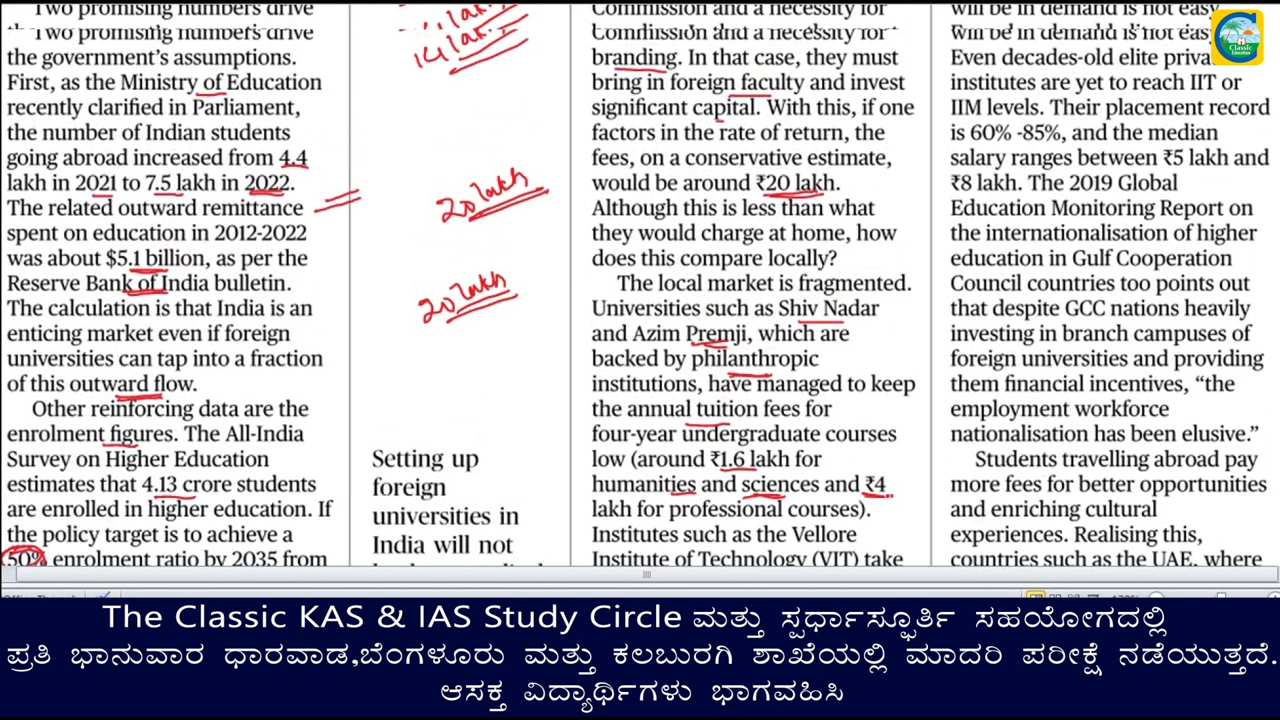 Two promising numbers drive
Two promising numbers drive
the government's assumptions.
First, as the Ministry of Education
recently clarified in Parliament,
the number of Indian students
going abroad increased from 4.4
lakh in 2021 to 7.5 lakh in 2022.
The related outward remittance
spent on education in 2012-2022
was about $5.1 billion, as per the
Reserve Bank of India bulletin.
The calculation is that India is an
enticing market even if foreign
universities can tap into a fraction
of this outward flow.
Other reinforcing data are the
enrolment figures. The All-India
Survey on Higher Education
estimates that 4.13 crore students
are enrolled in higher education. If
the policy target is to achieve a
50% enrolment ratio by 2035 from
14 lak
20 lakh
20 lakh
Setting up
foreign
universities in
India will not
Commission and a necessity for
Commission and a necessity for
branding. In that case, they must
bring in foreign faculty and invest
significant capital. With this, if one
factors in the rate of return, the
fees, on a conservative estimate,
would be around ₹20 lakh.
Although this is less than what
they would charge at home, how
does this compare locally?
The local market is fragmented.
Universities such as Shiv Nadar
and Azim Premji, which are
backed by philanthropic
institutions, have managed to keep
the annual tuition fees for
four-year undergraduate courses
low (around ₹1.6 lakh for
humanities and sciences and ₹4
lakh for professional courses).
Institutes such as the Vellore
Institute of Technology (VIT) take
will be in demand is not easy.
will be in demand is not eas
Even decades-old elite priva
institutes are yet to reach IIT or
IIM levels. Their placement record
is 60% -85%, and the median
salary ranges between ₹5 lakh and
₹8 lakh. The 2019 Global
Education Monitoring Report on
the internationalisation of higher
education in Gulf Cooperation
Council countries too points out
that despite GCC nations heavily
investing in branch campuses of
foreign universities and providing
them financial incentives, "the
employment workforce
nationalisation has been elusive."
Students travelling abroad pay
more fees for better opportunities
and enriching cultural
experiences. Realising this,
countries such as the UAE, where
Classic
Education
The Classic KAS & IAS Study Circle ಮತ್ತು ಸ್ಪರ್ಧಾಸ್ಫೂರ್ತಿ ಸಹಯೋಗದಲ್ಲಿ
ಪ್ರತಿ ಭಾನುವಾರ ಧಾರವಾಡ,ಬೆಂಗಳೂರು ಮತ್ತು ಕಲಬುರಗಿ ಶಾಖೆಯಲ್ಲಿ ಮಾದರಿ ಪರೀಕ್ಷೆ ನಡೆಯುತ್ತದೆ.
ಆಸಕ್ತ ವಿದ್ಯಾರ್ಥಿಗಳು ಭಾಗವಹಿಸಿ